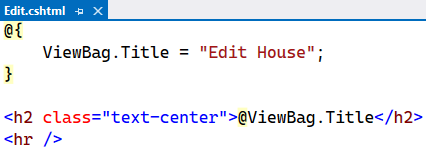 Edit.cshtml
@{
    ViewBag.Title = "Edit House";
}
<h2 class="text-center">@ViewBag.Title</h2>
<hr />